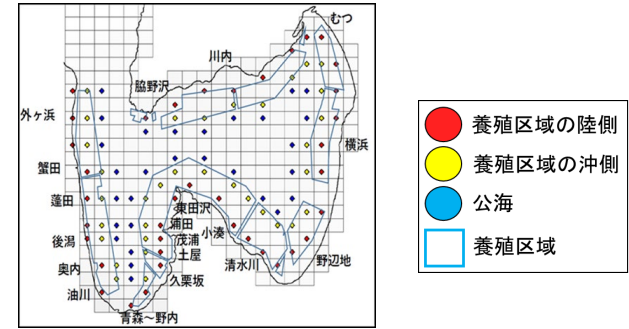 むつ
川内
脇野沢
外ヶ浜
横浜
蟹田
蓬田
東田沢
浦田
小湊
茂浦
後潟
土屋
清水川
野辺地
奥内
久栗坂
油川
青森～野内
養殖区域の陸側
養殖区域の沖側
公海
養殖区域